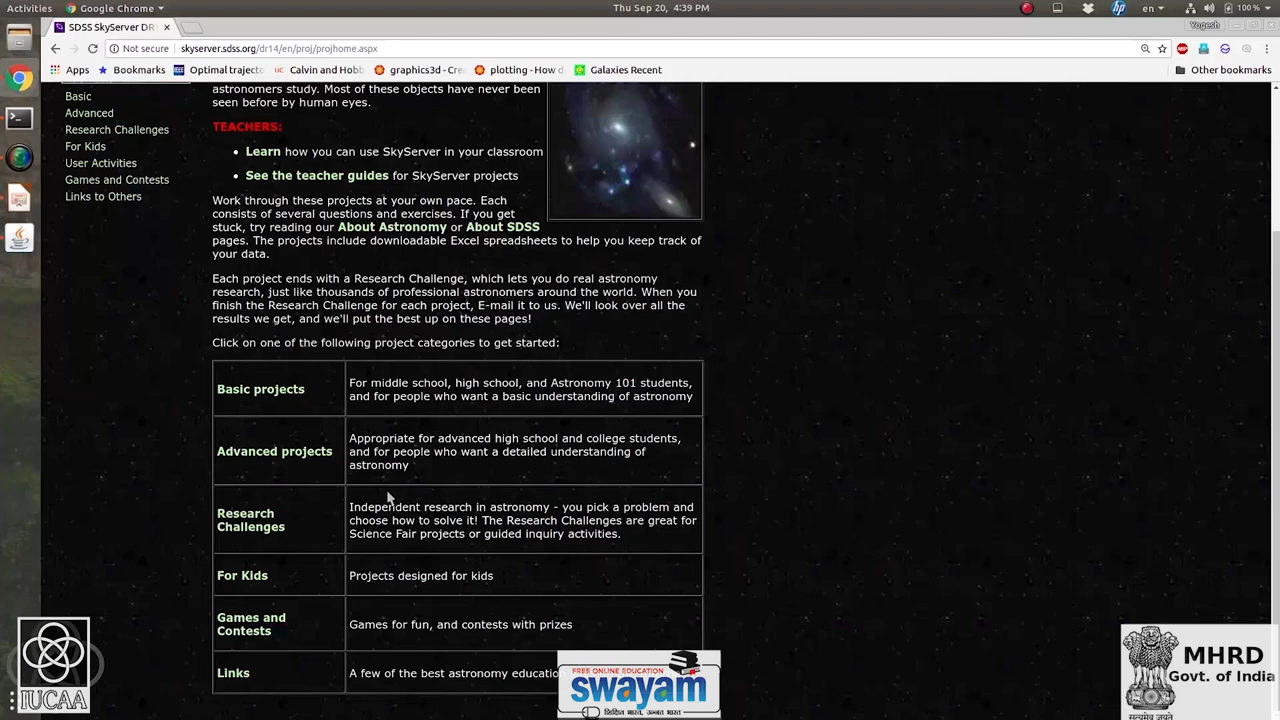 Activities Google Chrome Thu Sep 20, 4:39 PM en 100 %
SDSS SkyServer DR1 Yogesh
Not secure skyserver.sdss.org/dr14/en/proj/projhome.aspx
Apps Bookmarks Optimal traject Calvin and Hobb graphics3d - Cre plotting - How d Galaxies Recent Other bookmarks
Basic
Advanced
Research Challenges
For Kids
User Activities
Games and Contests
Links to Others
astronomers study. Most of these objects have never been
seen before by human eyes.
TEACHERS:
Learn how you can use SkyServer in your classroom
See the teacher guides for SkyServer projects
Work through these projects at your own pace. Each
consists of several questions and exercises. If you get
stuck, try reading our About Astronomy or About SDSS
pages. The projects include downloadable Excel spreadsheets to help you keep track of
your data.
Each project ends with a Research Challenge, which lets you do real astronomy
research, just like thousands of professional astronomers around the world. When you
finish the Research Challenge for each project, E-mail it to us. We'll look over all the
results we get, and we'll put the best up on these pages!
Click on one of the following project categories to get started:
Basic projects
For middle school, high school, and Astronomy 101 students,
and for people who want a basic understanding of astronomy
Advanced projects
Appropriate for advanced high school and college students,
and for people who want a detailed understanding of
astronomy
Research
Challenges
Independent research in astronomy - you pick a problem and
choose how to solve it! The Research Challenges are great for
Science Fair projects or guided inquiry activities.
For Kids
Projects designed for kids
Games and
Contests
Games for fun, and contests with prizes
Links
A few of the best astronomy educatio
IUCAA
FREE ONLINE EDUCATION
swayam
शिक्षित भारत, उन्नत भारत
सत्यमेव जयते
MHRD
Govt. of India